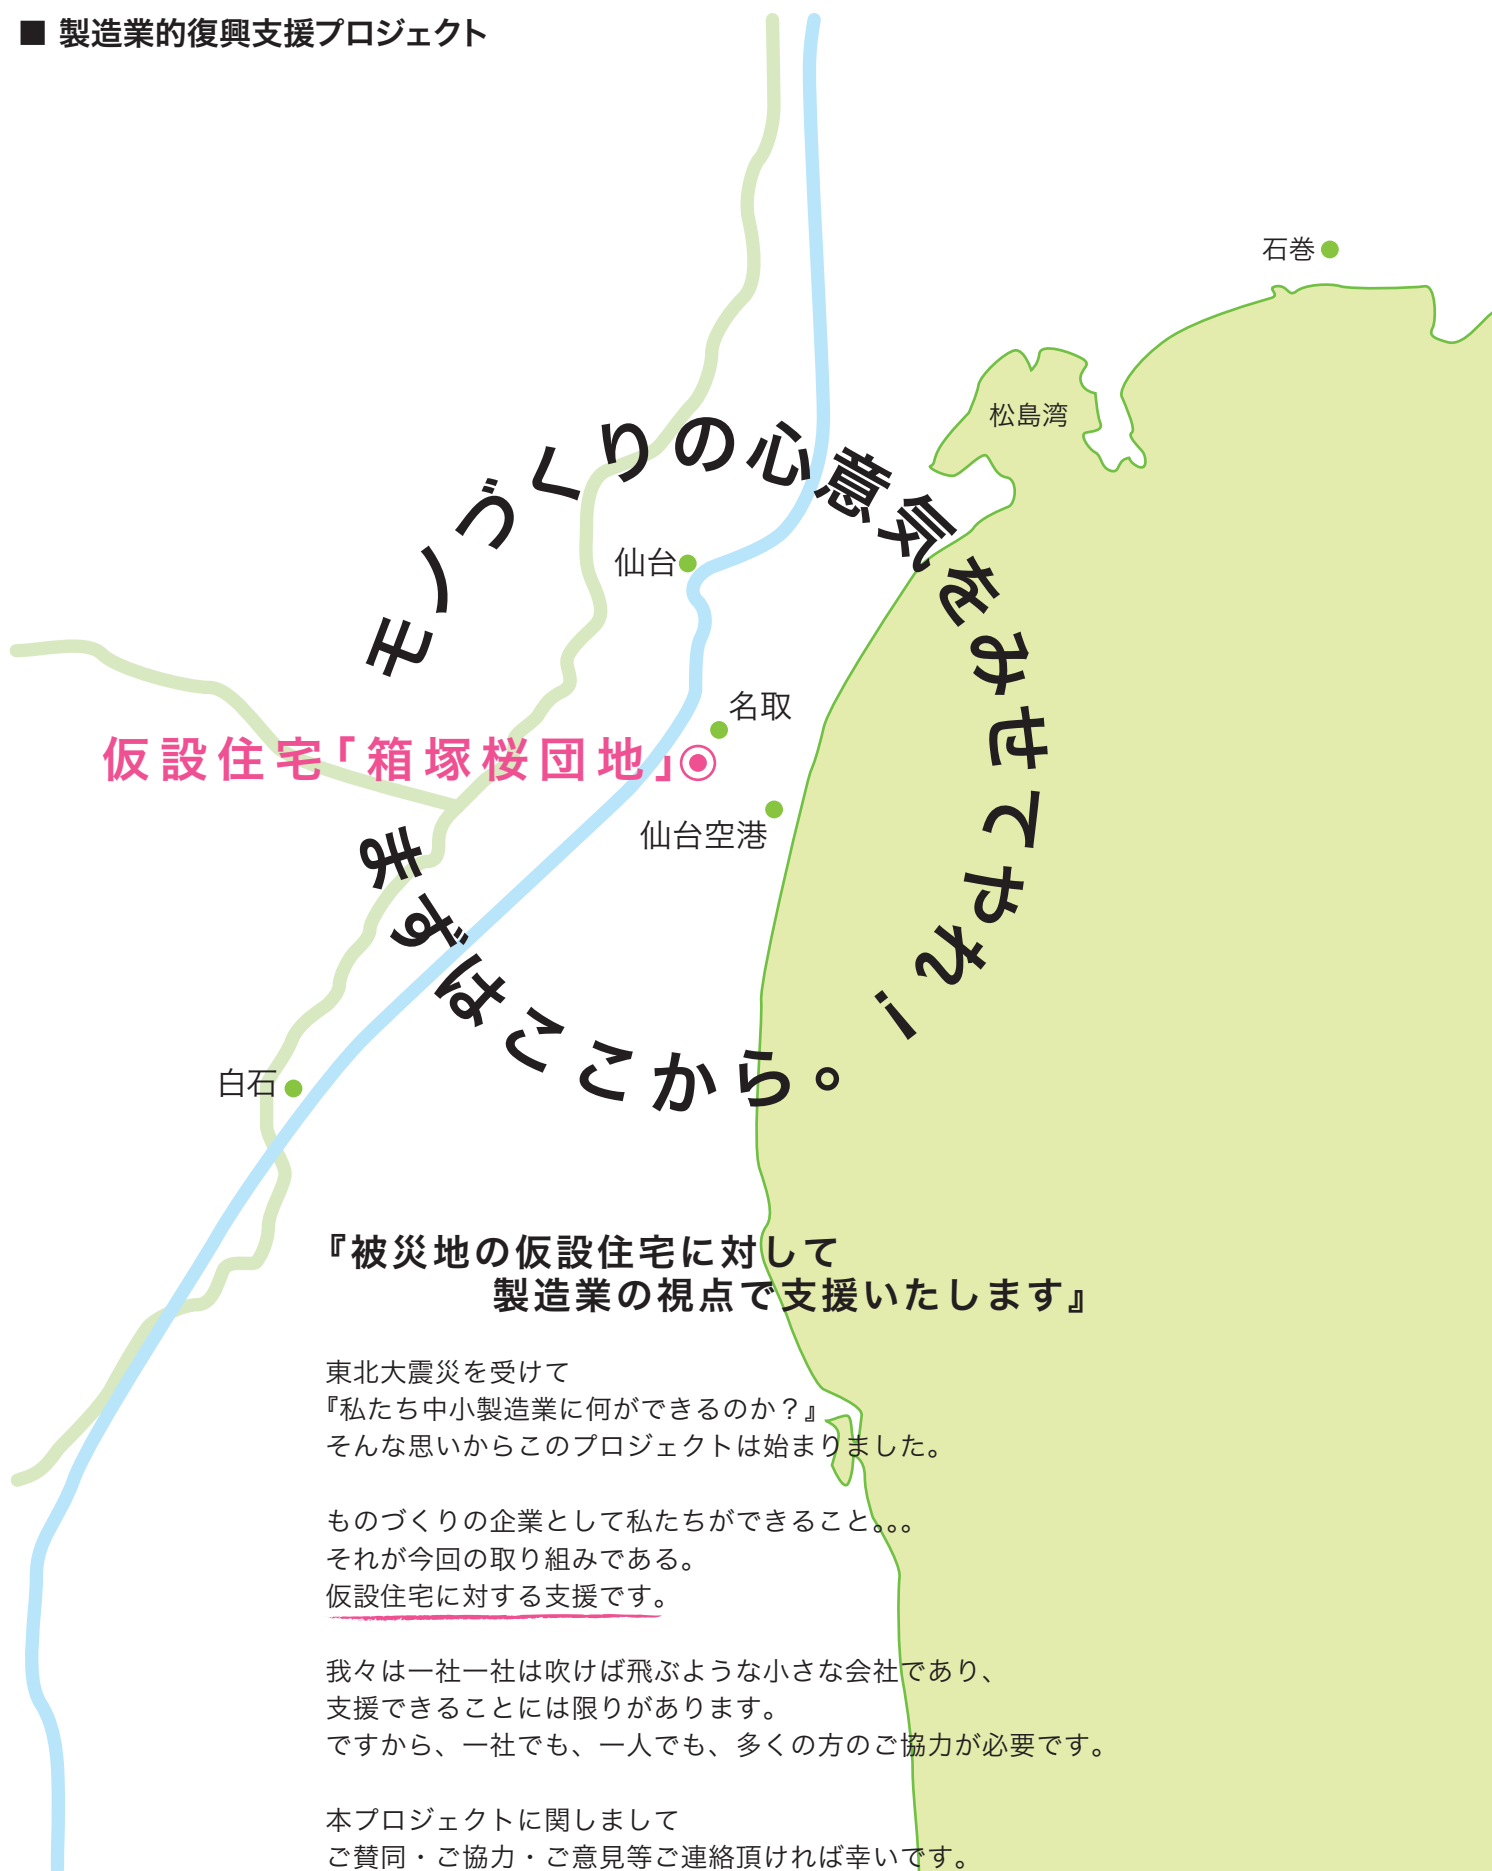 ■ 製造業的復興支援プロジェクト
石巻
松島湾
モノづくりの心意気をみせてやれ！
仙台
名取
仮設住宅「箱塚桜団地」◎
仙台空港
まずはここから。
白石
『被災地の仮設住宅に対して
製造業の視点で支援いたします』
東北大震災を受けて
『私たち中小製造業に何ができるのか？』
そんな思いからこのプロジェクトは始まりました。
ものづくりの企業として私たちができること。。。
それが今回の取り組みである。
仮設住宅に対する支援です。
我々は一社一社は吹けば飛ぶような小さな会社であり、
支援できることには限りがあります。
ですから、一社でも、一人でも、多くの方のご協力が必要です。
本プロジェクトに関しまして
ご賛同・ご協力・ご意見等ご連絡頂ければ幸いです。